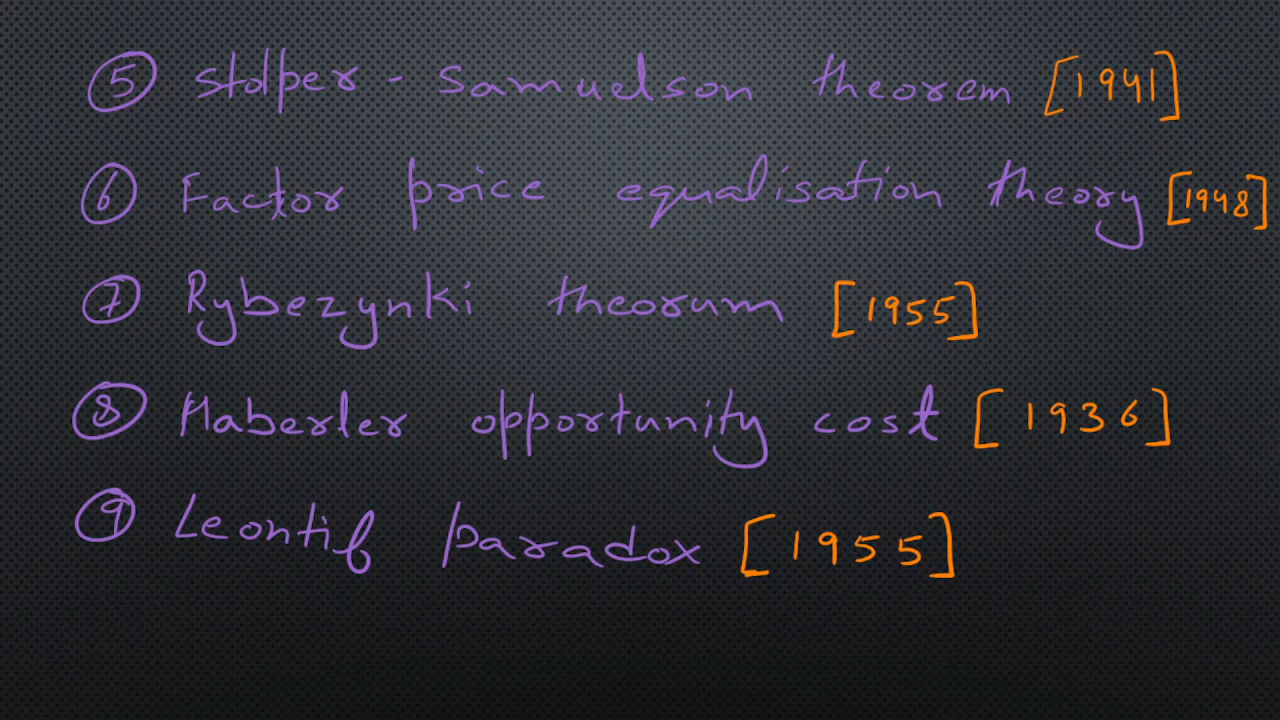 5 Stolper - Samuelson theorem [1941]
6 Factor price equalisation theory [1948]
7 Rybezynki theorum [1955]
8 Haberler opportunity cost [1936]
9 Leontif paradox [1955]